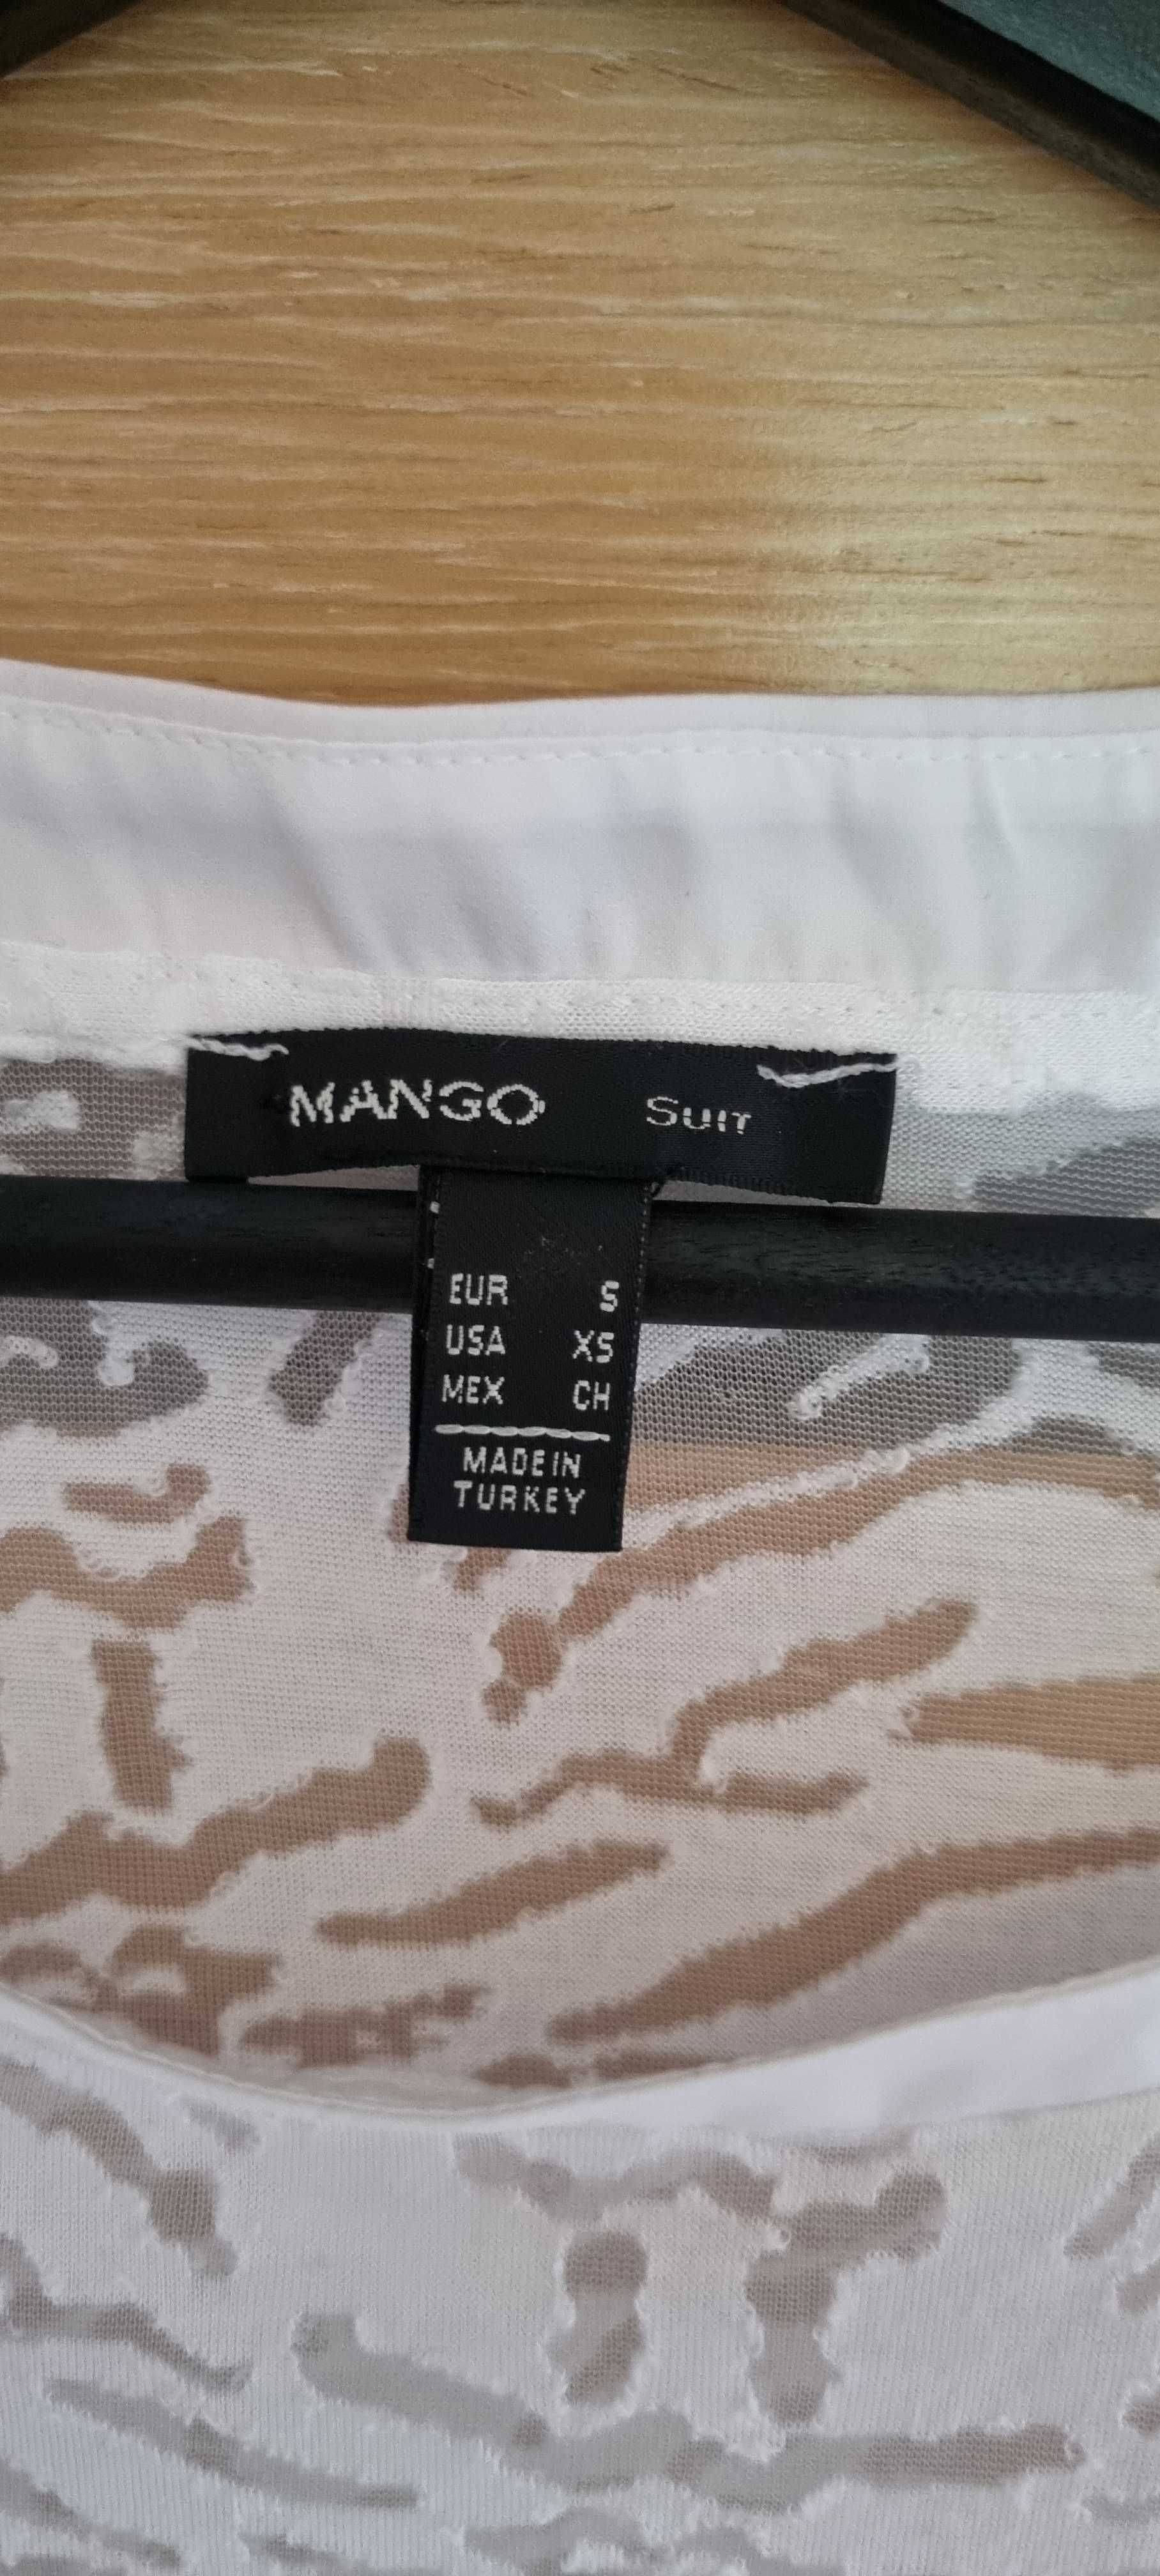 MANGO SUIT
EUR S
USA XS
MEX CH
MADE IN
TURKEY